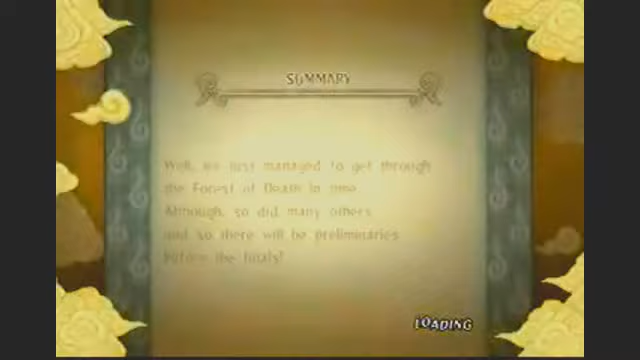 SUMMARY
Well, we just managed to get through
the Forest of Death in time.
Although, so did many others,
and so there will be preliminaries
before the finals!
LOADING